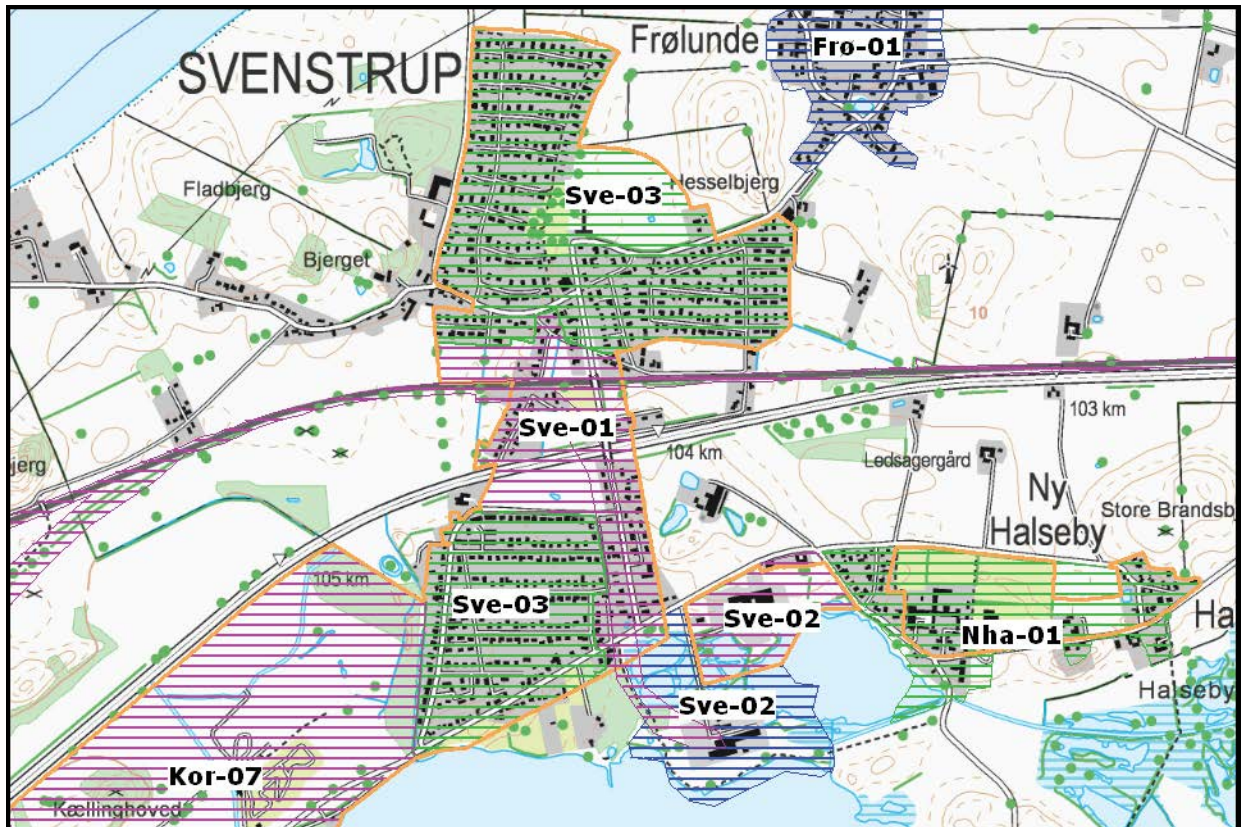 Frølunde
Frø-01
SVENSTRUP
Fladbjerg
Sve-03
Hesselbjerg
Bjerget
10
103 km
Sve-01
104 km
Ledsagergård
jerg
Ny
Halseby
Store Brandsb
105 km
Sve-03
Sve-02
Nha-01
Ha
Sve-02
Halseby
Kor-07
Kællinghoved